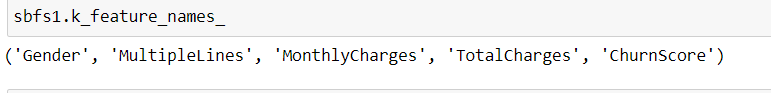 sbfs1.k_feature_names_
('Gender', 'MultipleLines', 'MonthlyCharges', 'TotalCharges', 'ChurnScore')